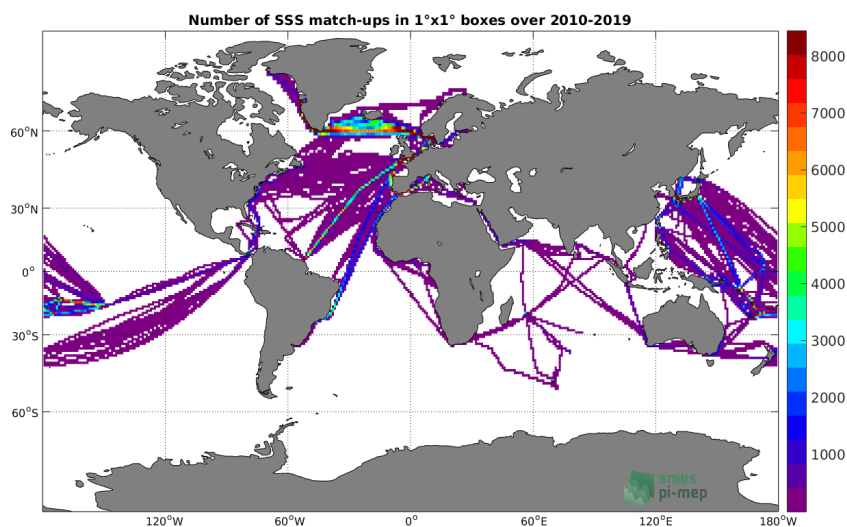 Number of SSS match-ups in 1°x1° boxes over 2010-2019
60°N
30°N
0°
30°S
60°S
120°W
60°W
0°
60°E
120°E
180°W
8000
7000
6000
5000
4000
3000
2000
1000
smos
pi-mep